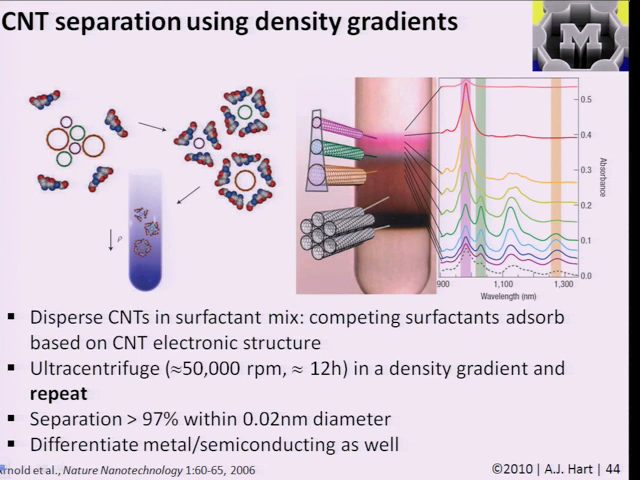 CNT separation using density gradients
M
ρ
0.5
0.4
0.3
0.2
0.1
0.0
Absorbance
900
1,100
1,300
Wavelength (nm)
▪ Disperse CNTs in surfactant mix: competing surfactants adsorb
based on CNT electronic structure
▪ Ultracentrifuge (≈50,000 rpm, ≈ 12h) in a density gradient and
repeat
▪ Separation > 97% within 0.02nm diameter
▪ Differentiate metal/semiconducting as well
Arnold et al., Nature Nanotechnology 1:60-65, 2006
©2010 | A.J. Hart | 44